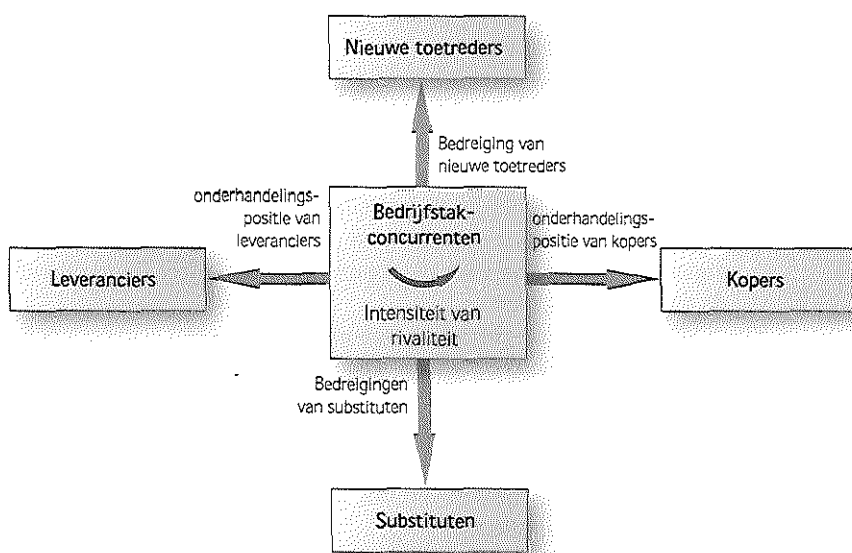 Nieuwe toetreders
Bedreiging van
nieuwe toetreders
onderhandelings-
positie van
leveranciers
Bedrijfstak-
concurrenten
onderhandelings-
positie van kopers
Leveranciers
Kopers
Intensiteit van
rivaliteit
Bedreigingen
van substituten
Substituten